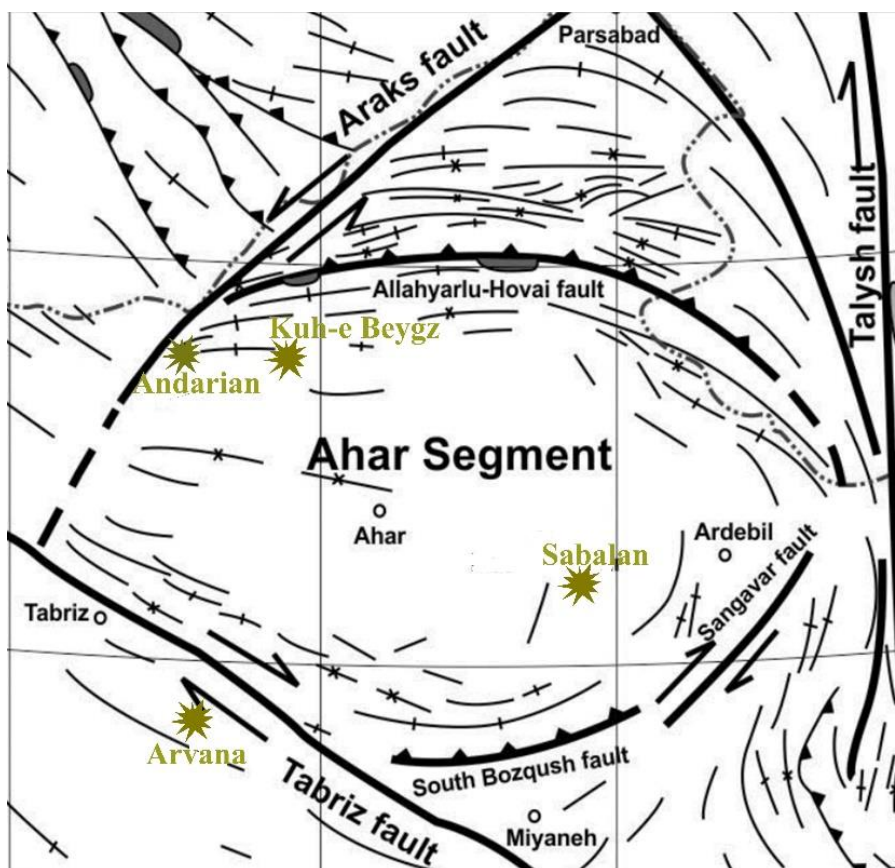 Parsabad
Araks fault
Talysh fault
Allahyarlu-Hovai fault
Kuh-e Beygz
Andarian
Ahar Segment
Ahar
Ardebil
Sabalan
Sangavar fault
Tabriz
Arvana
South Bozqush fault
Tabriz fault
Miyaneh